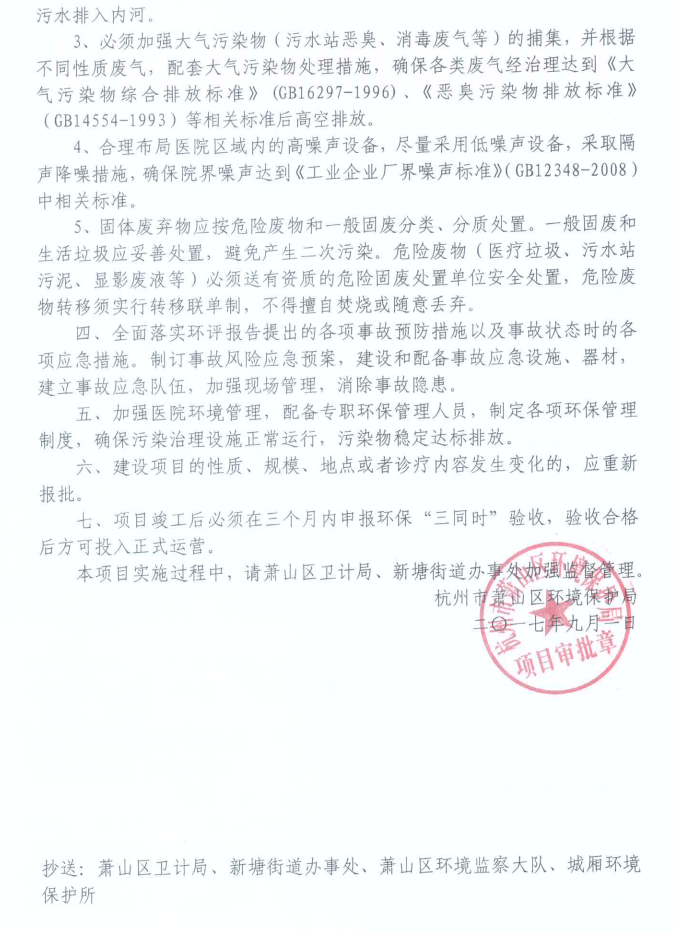 污水排入内河。
3、必须加强大气污染物（污水站恶臭、消毒废气等）的捕集，并根据
不同性质废气，配套大气污染物处理措施，确保各类废气经治理达到《大
气污染物综合排放标准》(GB16297-1996)、《恶臭污染物排放标准》
（GB14554-1993）等相关标准后高空排放。
4、合理布局医院区域内的高噪声设备，尽量采用低噪声设备，采取隔
声降噪措施，确保院界噪声达到《工业企业厂界噪声标准》(GB12348-2008)
中相关标准。
5、固体废弃物应按危险废物和一般固废分类、分质处置。一般固废和
生活垃圾应妥善处置，避免产生二次污染。危险废物（医疗垃圾、污水站
污泥、显影废液等）必须送有资质的危险固废处置单位安全处置，危险废
物转移须实行转移联单制，不得擅自焚烧或随意丢弃。
四、全面落实环评报告提出的各项事故预防措施以及事故状态时的各
项应急措施。制订事故风险应急预案，建设和配备事故应急设施、器材，
建立事故应急队伍，加强现场管理，消除事故隐患。
五、加强医院环境管理，配备专职环保管理人员，制定各项环保管理
制度，确保污染治理设施正常运行，污染物稳定达标排放。
六、建设项目的性质、规模、地点或者诊疗内容发生变化的，应重新
报批。
七、项目竣工后必须在三个月内申报环保“三同时”验收，验收合格
后方可投入正式运营。
本项目实施过程中，请萧山区卫计局、新塘街道办事处加强监督管理。
杭州市萧山区环境保护局
二〇一七年九月一日
杭州市萧山区环境保护局
项目审批章
抄送：萧山区卫计局、新塘街道办事处、萧山区环境监察大队、城厢环境
保护所